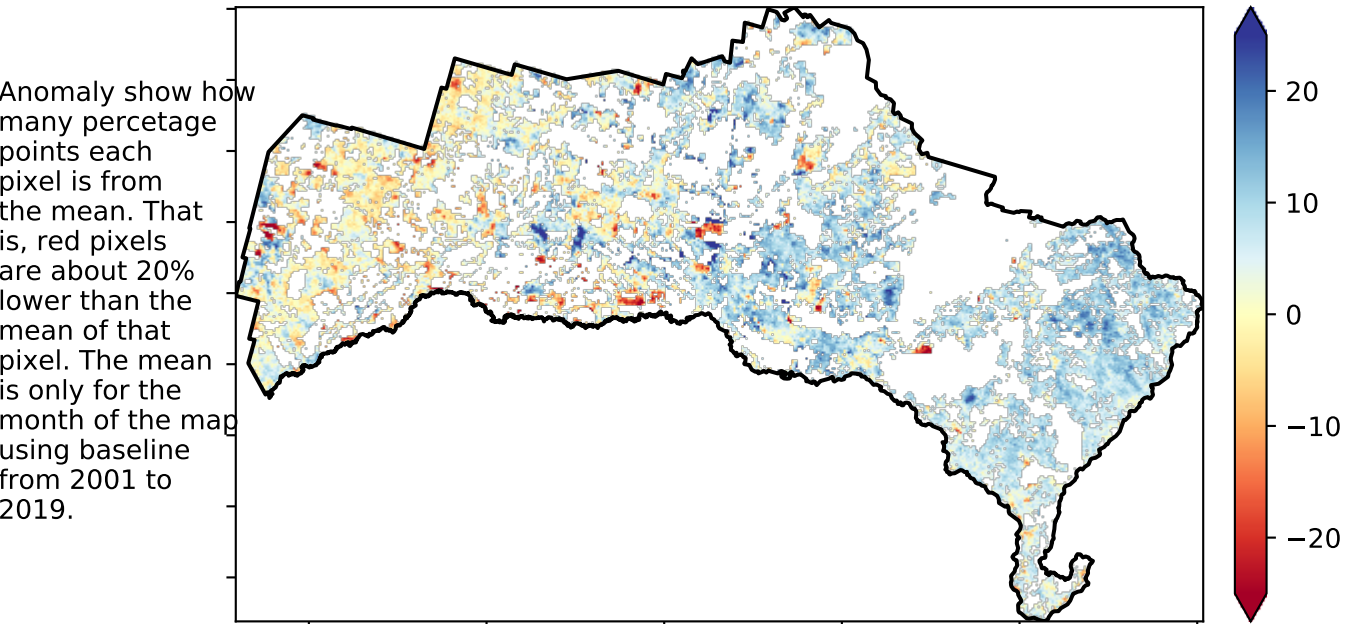 Anomaly show how
many percetage
points each
pixel is from
the mean. That
is, red pixels
are about 20%
lower than the
mean of that
pixel. The mean
is only for the
month of the map
using baseline
from 2001 to
2019.
20
10
0
−10
−20